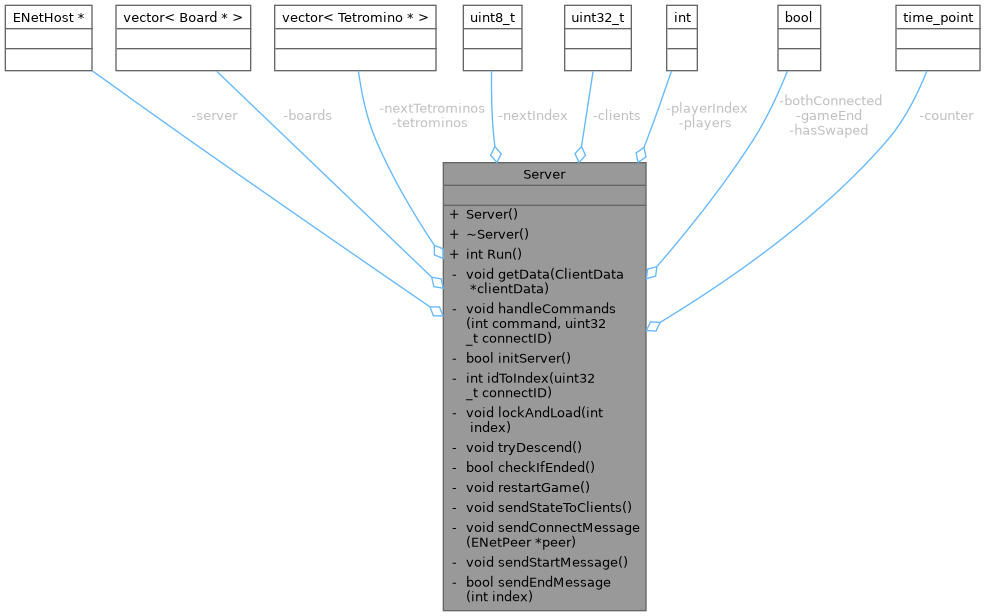 ENetHost *
vector< Board * >
vector< Tetromino * >
uint8_t
uint32_t
int
bool
time_point
-server
-boards
-nextTetrominos
-tetrominos
-nextIndex
-clients
-playerIndex
-players
-bothConnected
-gameEnd
-hasSwaped
-counter
Server
+ Server()
+ ~Server()
+ int Run()
- void getData(ClientData
*clientData)
- void handleCommands
(int command, uint32
_t connectID)
- bool initServer()
- int idToIndex(uint32
_t connectID)
- void lockAndLoad(int
index)
- void tryDescend()
- bool checkIfEnded()
- void restartGame()
- void sendStateToClients()
- void sendConnectMessage
(ENetPeer *peer)
- void sendStartMessage()
- bool sendEndMessage
(int index)